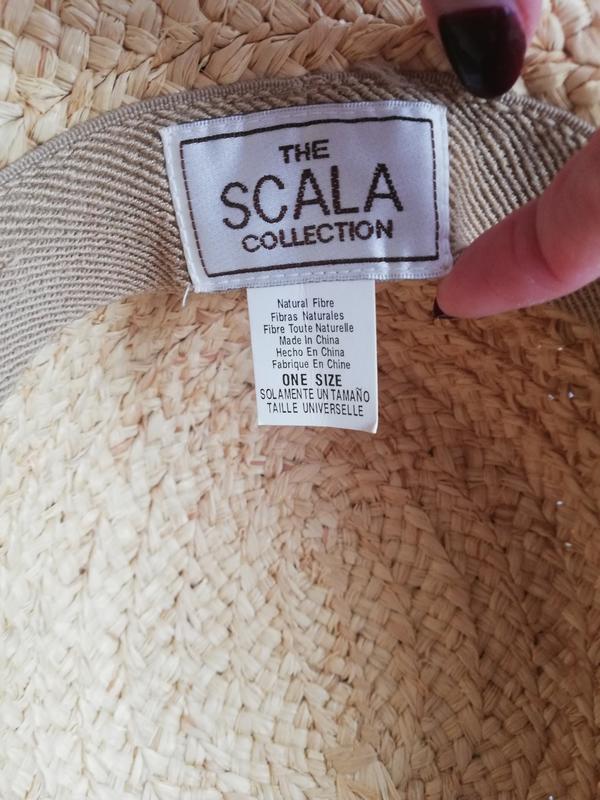 THE
SCALA
COLLECTION
Natural Fibre
Fibras Naturales
Fibre Toute Naturelle
Made In China
Hecho En China
Fabrique En Chine
ONE SIZE
SOLAMENTE UN TAMAÑO
TAILLE UNIVERSELLE